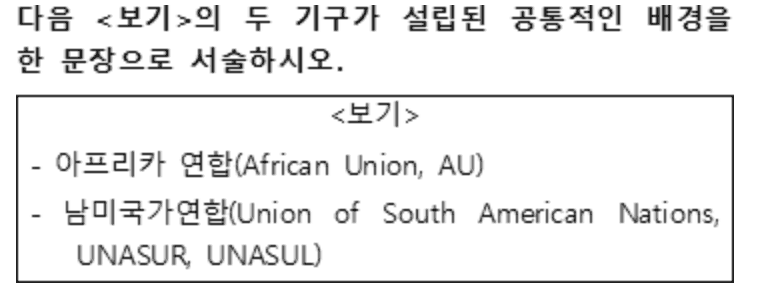 다음 <보기>의 두 기구가 설립된 공통적인 배경을
한 문장으로 서술하시오.
<보기>
- 아프리카 연합(African Union, AU)
- 남미국가연합(Union of South American Nations,
UNASUR, UNASUL)